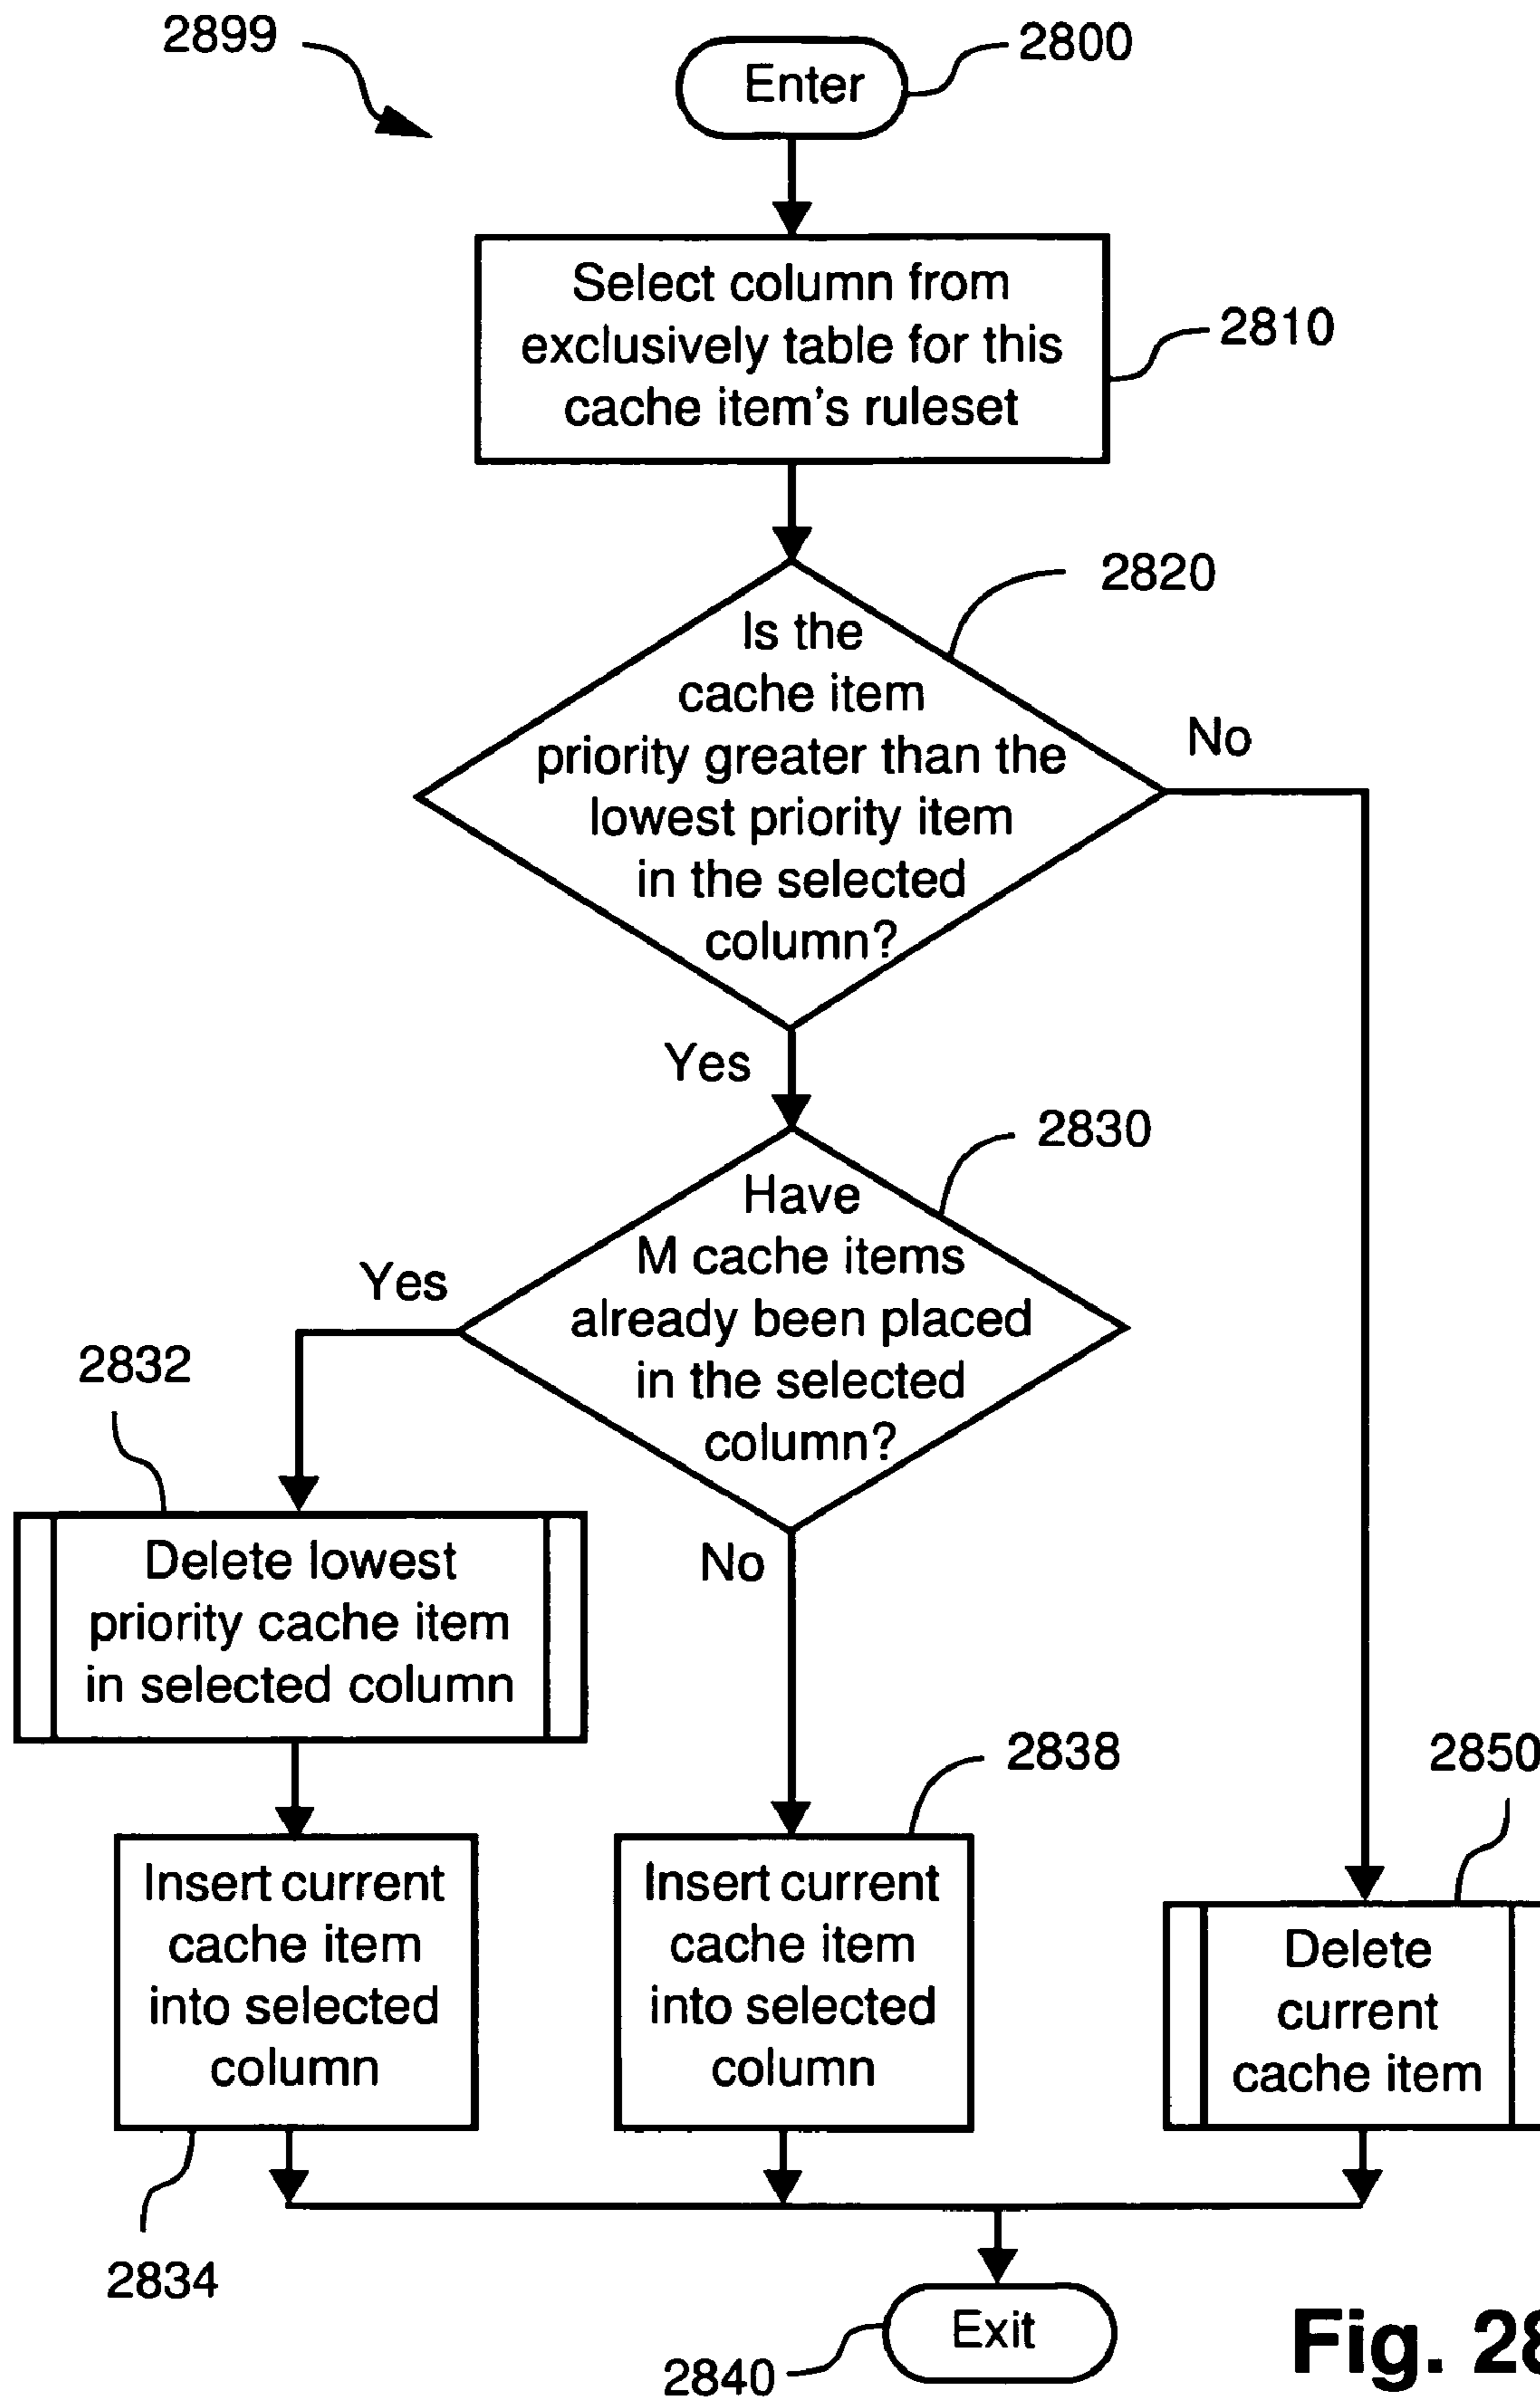 2899
Enter
2800
Select column from
exclusively table for this
cache item's ruleset
2810
2820
Is the
cache item
priority greater than the
lowest priority item
in the selected
column?
No
Yes
2830
Have
M cache items
already been placed
in the selected
column?
Yes
No
2832
Delete lowest
priority cache item
in selected column
2838
2850
Insert current
cache item
into selected
column
Insert current
cache item
into selected
column
Delete
current
cache item
2834
Exit
2840
Fig. 28